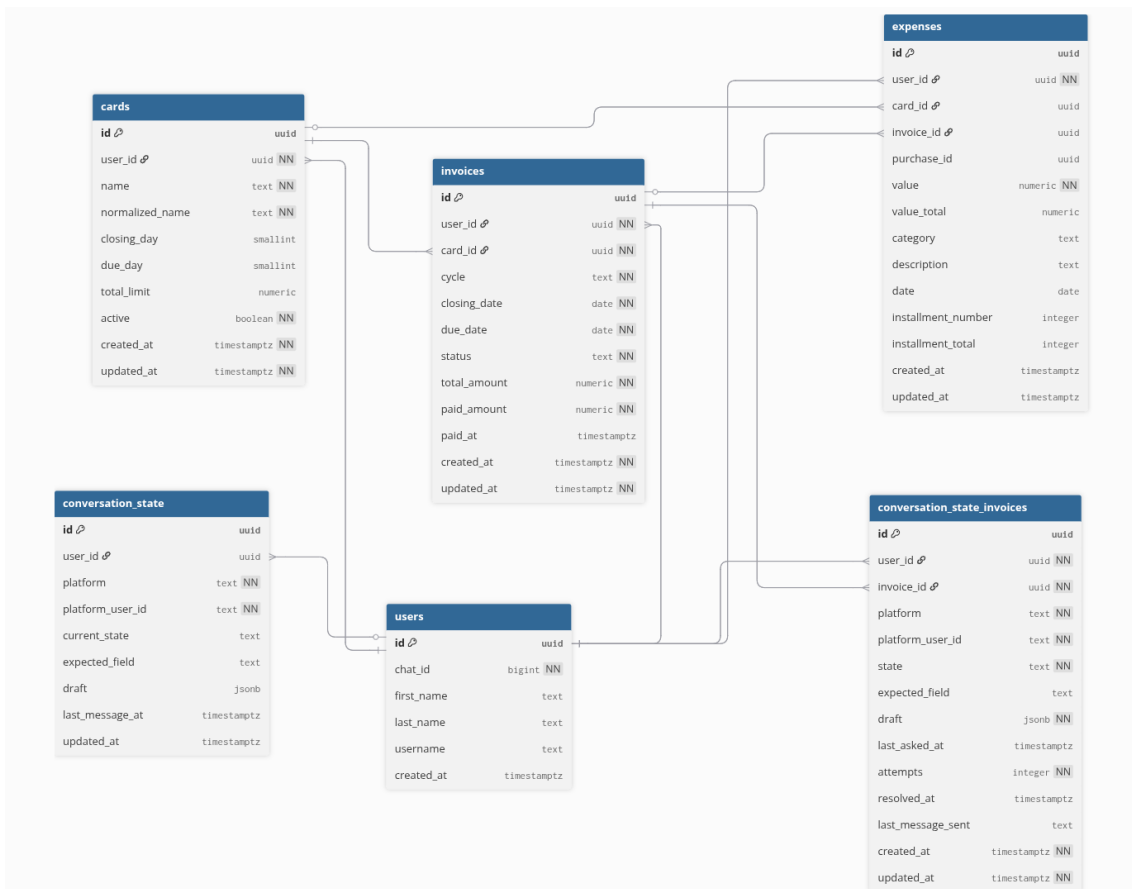 expenses
id uuid
user_id uuid NN
card_id uuid
invoice_id uuid
purchase_id uuid
value numeric NN
value_total numeric
category text
description text
date date
installment_number integer
installment_total integer
created_at timestamptz
updated_at timestamptz
cards
id uuid
user_id uuid NN
name text NN
normalized_name text NN
closing_day smallint
due_day smallint
total_limit numeric
active boolean NN
created_at timestamptz NN
updated_at timestamptz NN
invoices
id uuid
user_id uuid NN
card_id uuid NN
cycle text NN
closing_date date NN
due_date date NN
status text NN
total_amount numeric NN
paid_amount numeric NN
paid_at timestamptz
created_at timestamptz NN
updated_at timestamptz NN
conversation_state
id uuid
user_id uuid
platform text NN
platform_user_id text NN
current_state text
expected_field text
draft jsonb
last_message_at timestamptz
updated_at timestamptz
users
id uuid
chat_id bigint NN
first_name text
last_name text
username text
created_at timestamptz
conversation_state_invoices
id uuid
user_id uuid NN
invoice_id uuid NN
platform text NN
platform_user_id text NN
state text NN
expected_field text
draft jsonb NN
last_asked_at timestamptz
attempts integer NN
resolved_at timestamptz
last_message_sent text
created_at timestamptz NN
updated_at timestamptz NN